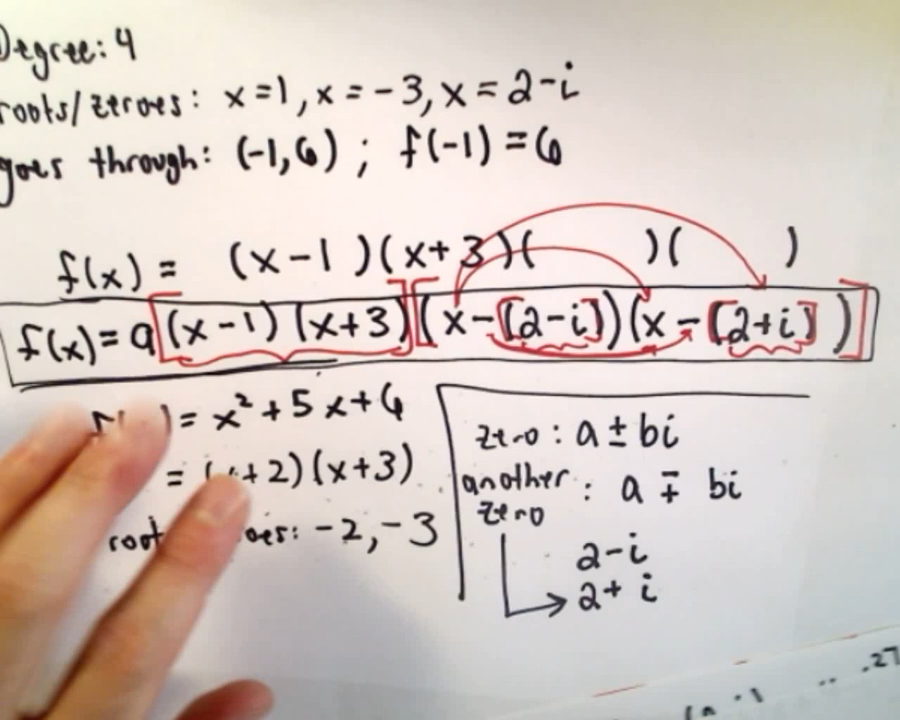 Degree: 4
roots/zeroes: x=1, x=-3, x=2-i
goes through: (-1,6) ; f(-1)=6
f(x) = (x-1)(x+3)( )( )
f(x)=a[(x-1)(x+3)][(x-[2-i])(x-[2+i])]
= x²+5x+6
= ( +2)(x+3)
-2,-3
zero: a±bi
another zero : a∓bi
2-i
2+i
.27